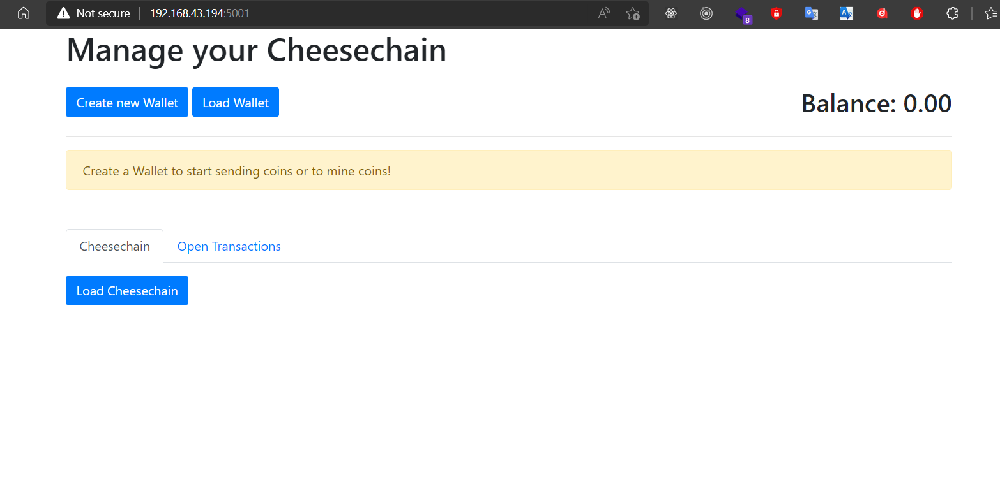 Not secure 192.168.43.194:5001
8
Manage your Cheesechain
Create new Wallet Load Wallet Balance: 0.00
Create a Wallet to start sending coins or to mine coins!
Cheesechain Open Transactions
Load Cheesechain